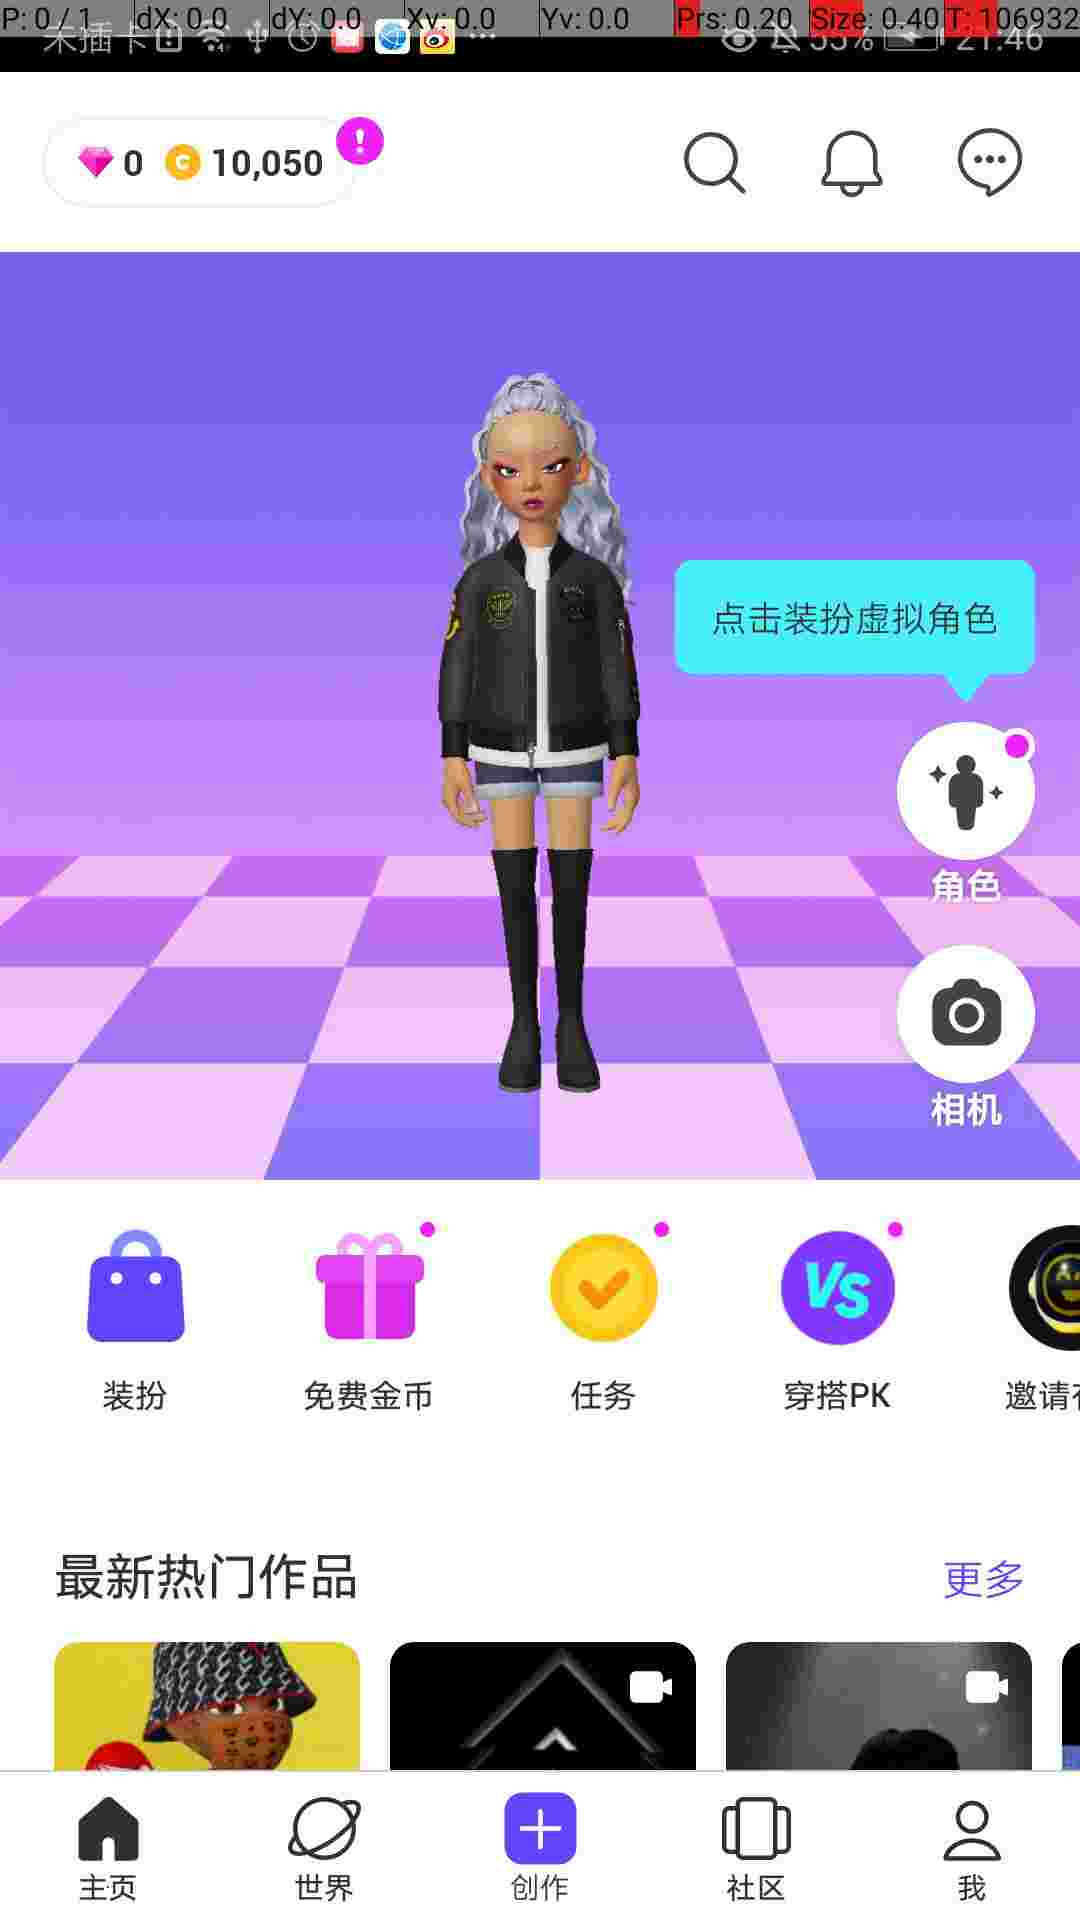 P: 0 / 1 dX: 0.0 dY: 0.0 Xv: 0.0 Yv: 0.0 Prs: 0.20 Size: 0.40 T: 106932
未插卡 53% 21:46
0 C 10,050 !
点击装扮虚拟角色
角色
相机
VS
装扮 免费金币 任务 穿搭PK 邀请
最新热门作品 更多
主页 世界 创作 社区 我